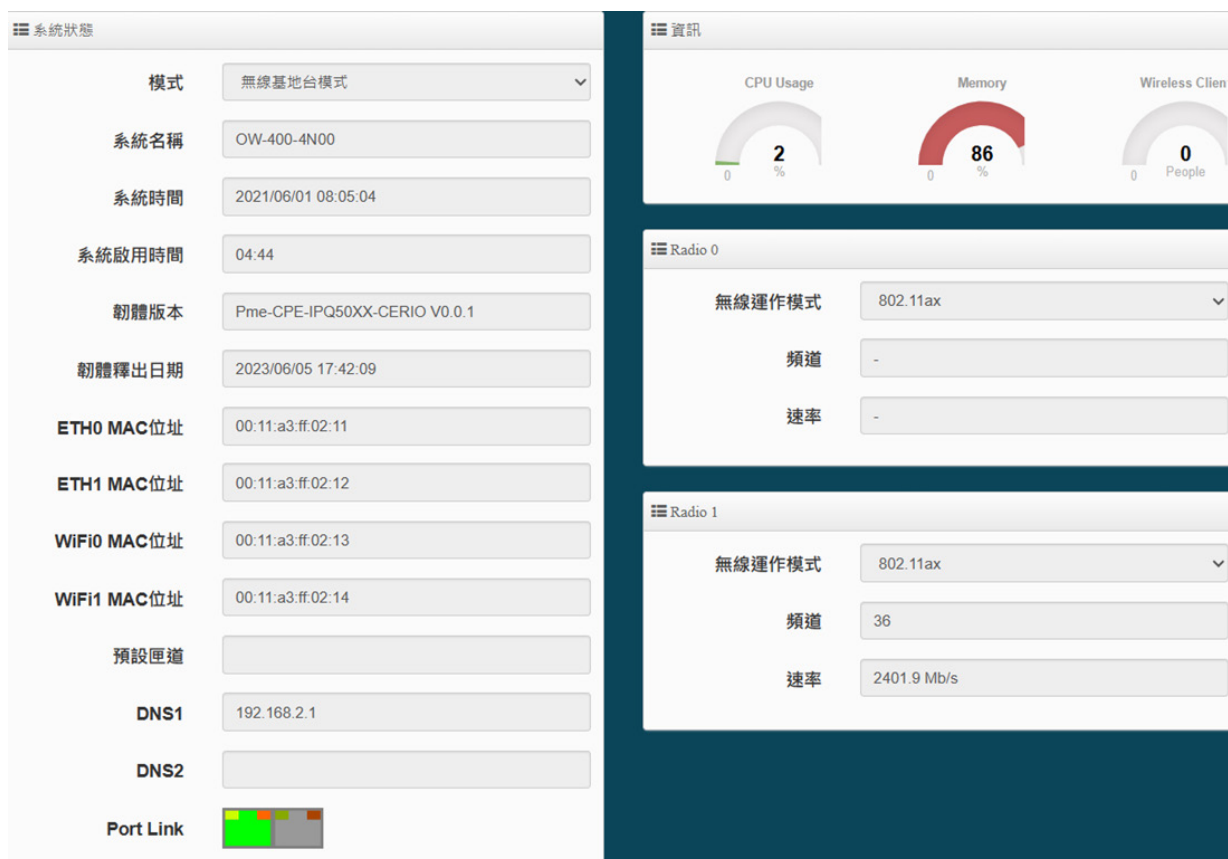 系統狀態
模式 無線基地台模式
系統名稱 OW-400-4N00
系統時間 2021/06/01 08:05:04
系統啟用時間 04:44
韌體版本 Pme-CPE-IPQ50XX-CERIO V0.0.1
韌體釋出日期 2023/06/05 17:42:09
ETH0 MAC位址 00:11:a3:ff:02:11
ETH1 MAC位址 00:11:a3:ff:02:12
WiFi0 MAC位址 00:11:a3:ff:02:13
WiFi1 MAC位址 00:11:a3:ff:02:14
預設匣道
DNS1 192.168.2.1
DNS2
Port Link
資訊
CPU Usage Memory Wireless Clien
2 86 0
0 % 0 % 0 People
Radio 0
無線運作模式 802.11ax
頻道 -
速率 -
Radio 1
無線運作模式 802.11ax
頻道 36
速率 2401.9 Mb/s